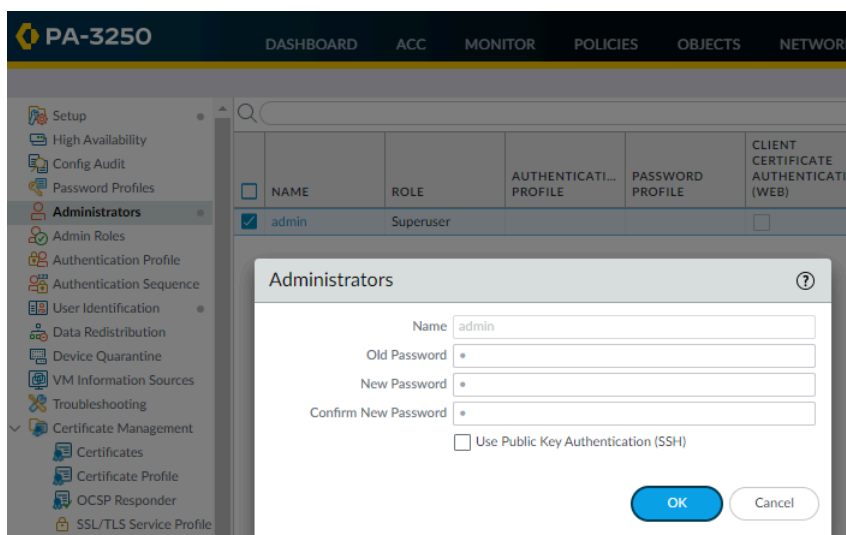 PA-3250
DASHBOARD ACC MONITOR POLICIES OBJECTS NETWOR
Setup
High Availability
Config Audit
Password Profiles
Administrators
Admin Roles
Authentication Profile
Authentication Sequence
User Identification
Data Redistribution
Device Quarantine
VM Information Sources
Troubleshooting
Certificate Management
Certificates
Certificate Profile
OCSP Responder
SSL/TLS Service Profile
NAME
ROLE
AUTHENTICATI...
PROFILE
PASSWORD
PROFILE
CLIENT
CERTIFICATE
AUTHENTICATI
(WEB)
admin Superuser
Administrators
Name admin
Old Password
New Password
Confirm New Password
Use Public Key Authentication (SSH)
OK Cancel